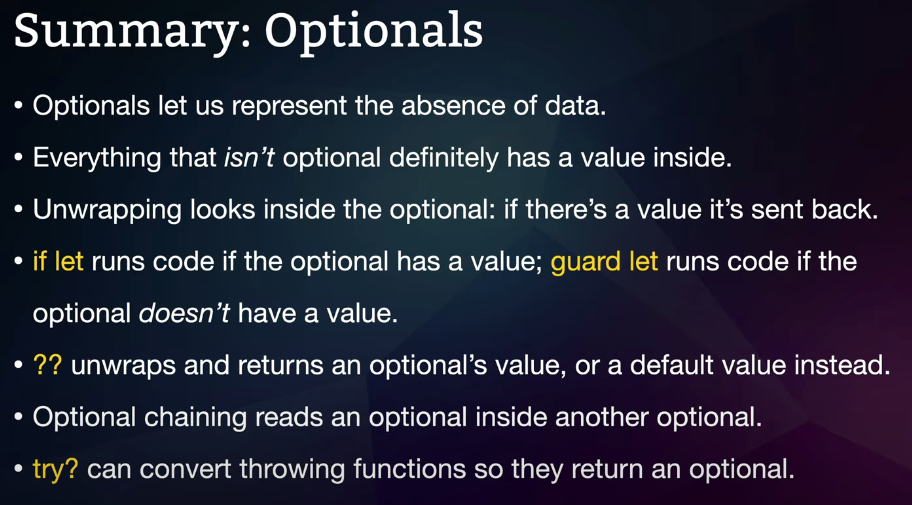 Summary: Optionals
• Optionals let us represent the absence of data.
• Everything that isn’t optional definitely has a value inside.
• Unwrapping looks inside the optional: if there’s a value it’s sent back.
• if let runs code if the optional has a value; guard let runs code if the
optional doesn’t have a value.
• ?? unwraps and returns an optional’s value, or a default value instead.
• Optional chaining reads an optional inside another optional.
• try? can convert throwing functions so they return an optional.